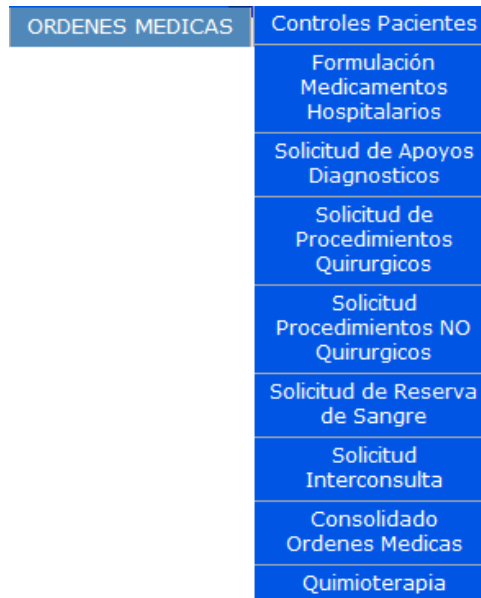 ORDENES MEDICAS
Controles Pacientes
Formulación
Medicamentos
Hospitalarios
Solicitud de Apoyos
Diagnosticos
Solicitud de
Procedimientos
Quirurgicos
Solicitud
Procedimientos NO
Quirurgicos
Solicitud de Reserva
de Sangre
Solicitud
Interconsulta
Consolidado
Ordenes Medicas
Quimioterapia